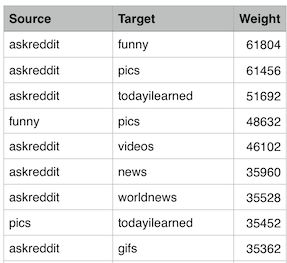 Source Target Weight
askreddit funny 61804
askreddit pics 61456
askreddit todayilearned 51692
funny pics 48632
askreddit videos 46102
askreddit news 35960
askreddit worldnews 35528
pics todayilearned 35452
askreddit gifs 35362